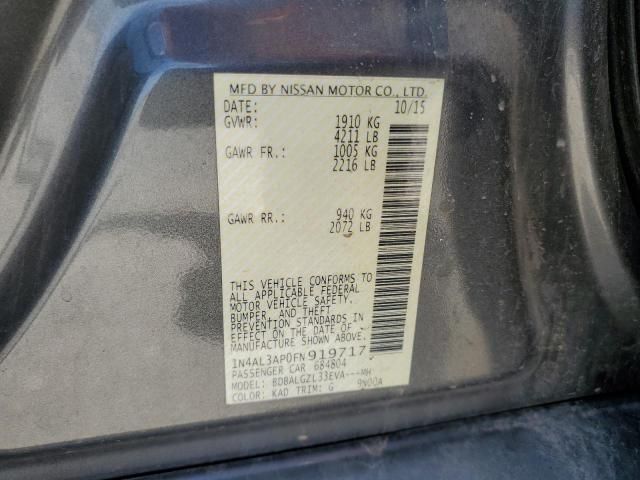 MFD BY NISSAN MOTOR CO., LTD.
DATE: 10/15
GVWR: 1910 KG
4211 LB
GAWR FR.: 1005 KG
2216 LB
GAWR RR.: 940 KG
2072 LB
THIS VEHICLE CONFORMS TO
ALL APPLICABLE FEDERAL
MOTOR VEHICLE SAFETY,
BUMPER, AND THEFT
PREVENTION STANDARDS IN
EFFECT ON THE DATE OF
MANUFACTURE SHOWN ABOVE.
1N4AL3AP0FN919717
PASSENGER CAR 684804
MODEL: BDBALGZL33EVA---MH
COLOR: KAD TRIM: G 9N00A